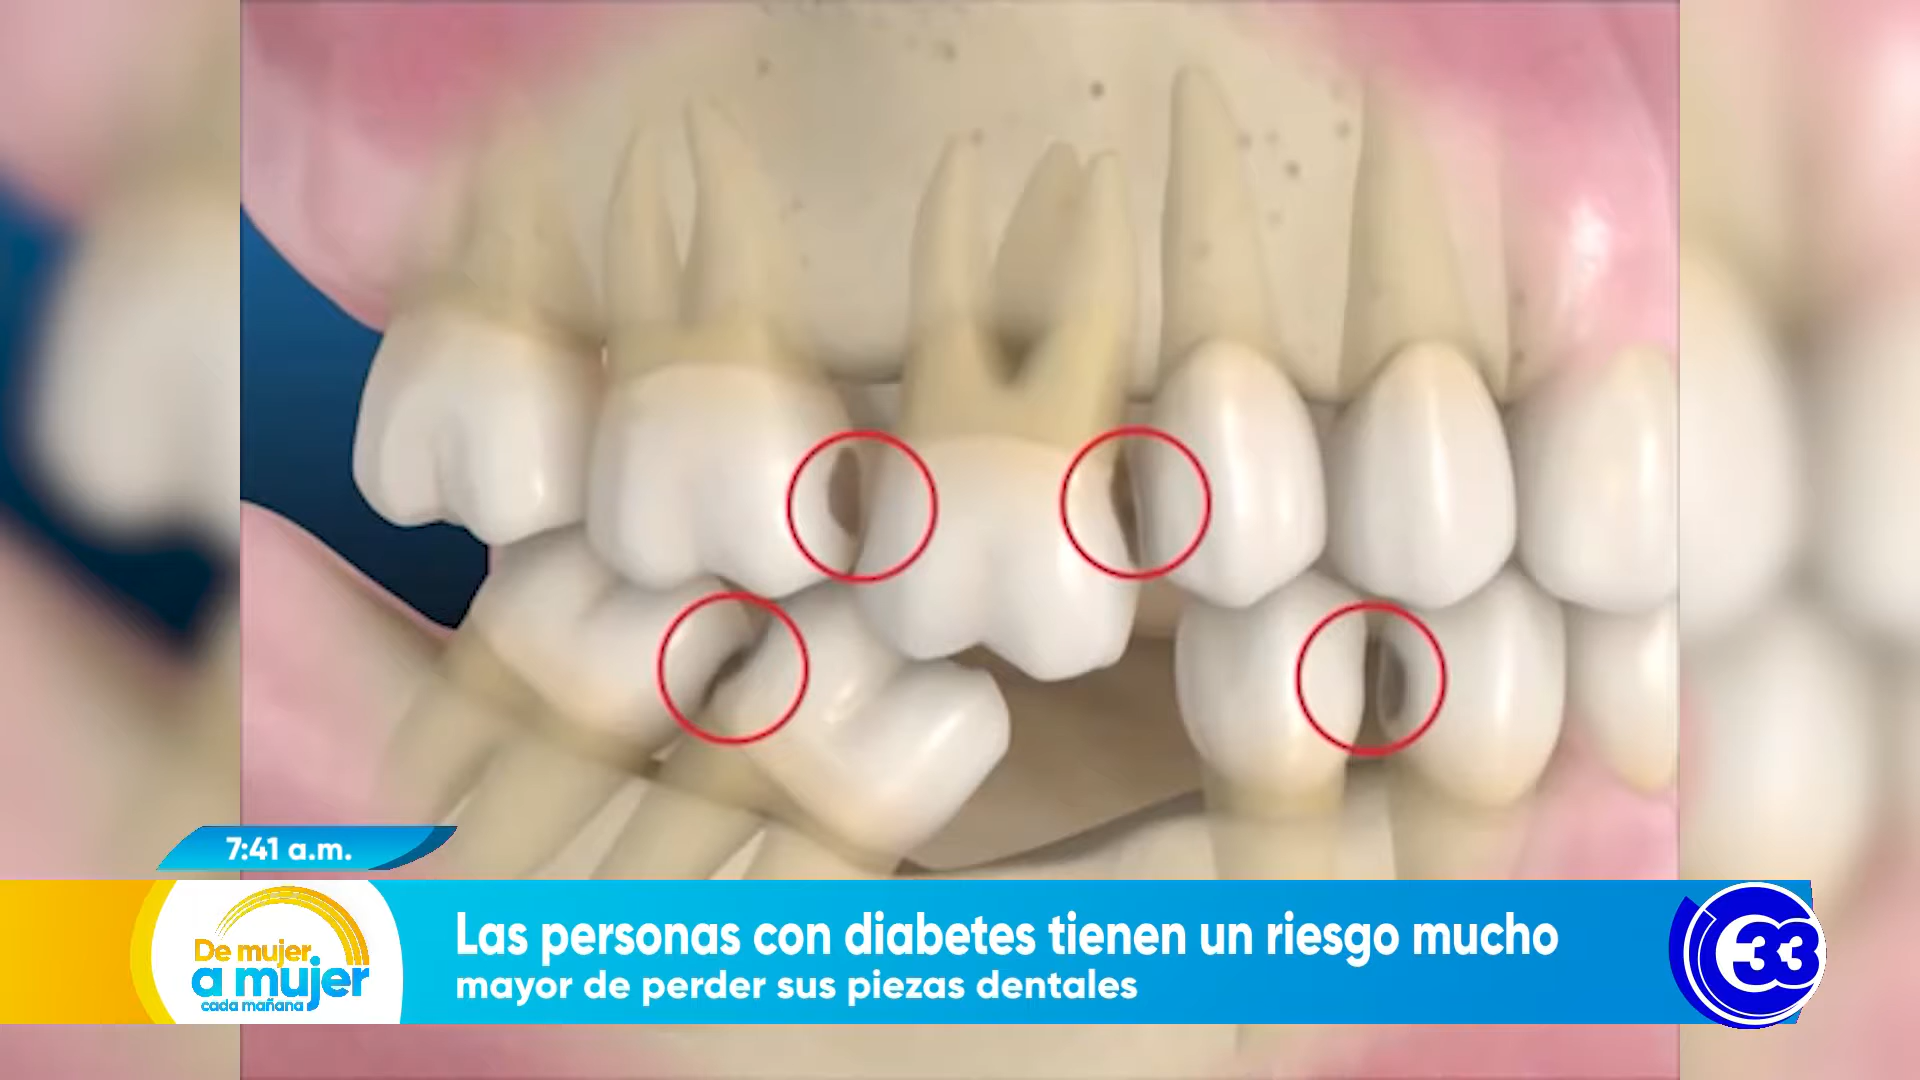 7:41 a.m.
De mujer
a mujer
cada mañana
Las personas con diabetes tienen un riesgo mucho
mayor de perder sus piezas dentales
33